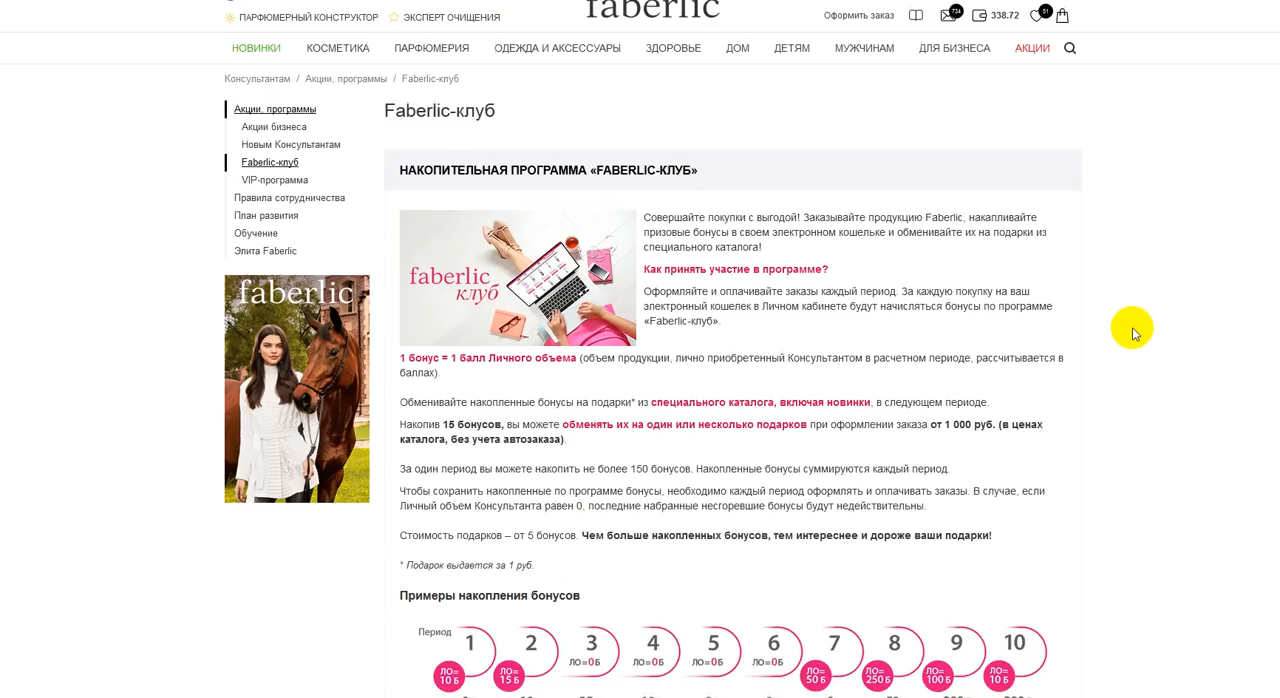 ПАРФЮМЕРНЫЙ КОНСТРУКТОР ЭКСПЕРТ ОЧИЩЕНИЯ
faberlic
Оформить заказ 734 338.72 51
НОВИНКИ КОСМЕТИКА ПАРФЮМЕРИЯ ОДЕЖДА И АКСЕССУАРЫ ЗДОРОВЬЕ ДОМ ДЕТЯМ МУЖЧИНАМ ДЛЯ БИЗНЕСА АКЦИИ
Консультантам / Акции, программы / Faberlic-клуб
Акции, программы
Акции бизнеса
Новым Консультантам
Faberlic-клуб
VIP-программа
Правила сотрудничества
План развития
Обучение
Элита Faberlic
faberlic
Faberlic-клуб
НАКОПИТЕЛЬНАЯ ПРОГРАММА «FABERLIC-КЛУБ»
faberlic
клуб
Совершайте покупки с выгодой! Заказывайте продукцию Faberlic, накапливайте
призовые бонусы в своем электронном кошельке и обменивайте их на подарки из
специального каталога!
Как принять участие в программе?
Оформляйте и оплачивайте заказы каждый период. За каждую покупку на ваш
электронный кошелек в Личном кабинете будут начисляться бонусы по программе
«Faberlic-клуб».
1 бонус = 1 балл Личного объема (объем продукции, лично приобретенный Консультантом в расчетном периоде, рассчитывается в
баллах).
Обменивайте накопленные бонусы на подарки* из специального каталога, включая новинки, в следующем периоде.
Накопив 15 бонусов, вы можете обменять их на один или несколько подарков при оформлении заказа от 1 000 руб. (в ценах
каталога, без учета автозаказа).
За один период вы можете накопить не более 150 бонусов. Накопленные бонусы суммируются каждый период.
Чтобы сохранить накопленные по программе бонусы, необходимо каждый период оформлять и оплачивать заказы. В случае, если
Личный объем Консультанта равен 0, последние набранные несгоревшие бонусы будут недействительны.
Стоимость подарков – от 5 бонусов. Чем больше накопленных бонусов, тем интереснее и дороже ваши подарки!
* Подарок выдается за 1 руб.
Примеры накопления бонусов
Период 1 2 3 4 5 6 7 8 9 10
ЛО=0Б ЛО=0Б ЛО=0Б ЛО=0Б
ЛО= ЛО= ЛО= ЛО= ЛО= ЛО=
10 Б 15 Б 50 Б 250 Б 100 Б 10 Б